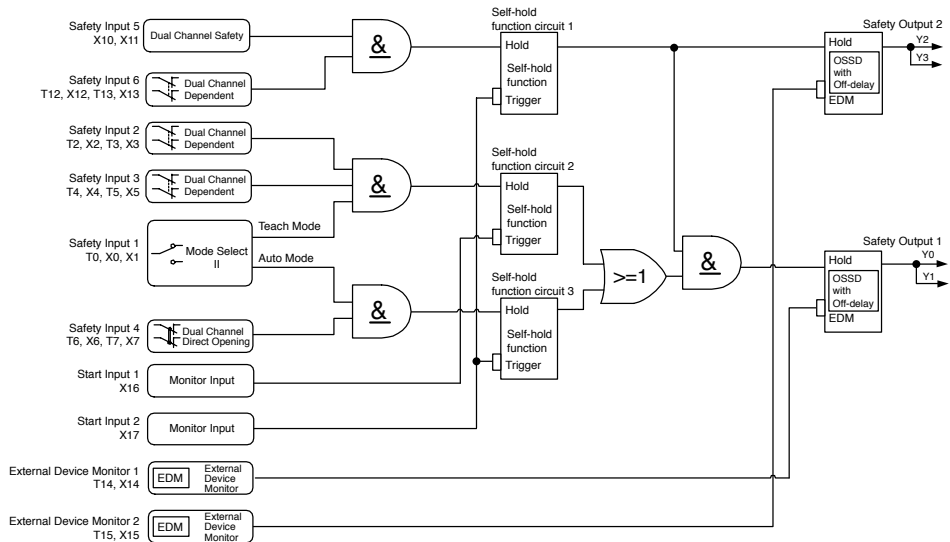 Safety Input 5
X10, X11
Dual Channel Safety
Safety Input 6
T12, X12, T13, X13
Dual Channel
Dependent
Safety Input 2
T2, X2, T3, X3
Dual Channel
Dependent
Safety Input 3
T4, X4, T5, X5
Dual Channel
Dependent
Safety Input 1
T0, X0, X1
Mode Select
II
Teach Mode
Auto Mode
Safety Input 4
T6, X6, T7, X7
Dual Channel
Direct Opening
Start Input 1
X16
Monitor Input
Start Input 2
X17
Monitor Input
External Device Monitor 1
T14, X14
EDM
External
Device
Monitor
External Device Monitor 2
T15, X15
EDM
External
Device
Monitor
&
&
&
Self-hold
function circuit 1
Hold
Self-hold
function
Trigger
Self-hold
function circuit 2
Hold
Self-hold
function
Trigger
Self-hold
function circuit 3
Hold
Self-hold
function
Trigger
>=1
&
Safety Output 2
Hold
OSSD
with
Off-delay
EDM
Y2
Y3
Safety Output 1
Hold
OSSD
with
Off-delay
EDM
Y0
Y1